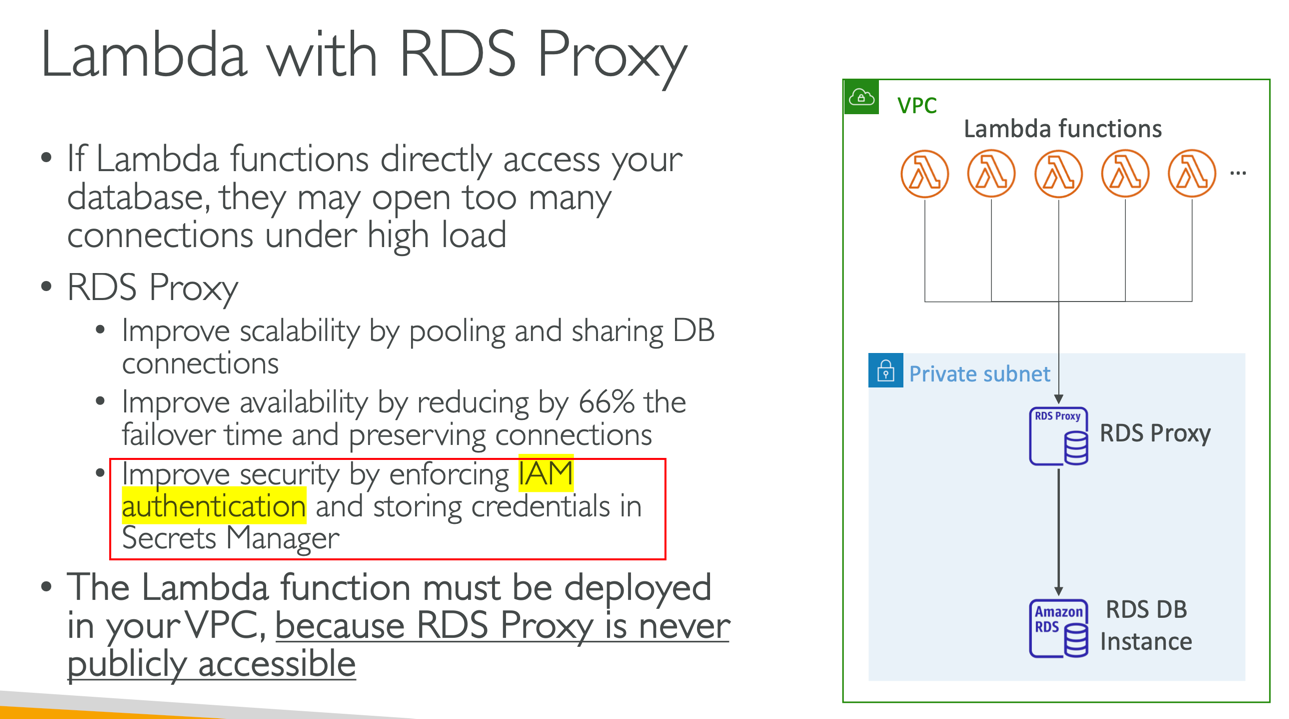 Lambda with RDS Proxy
• If Lambda functions directly access your
database, they may open too many
connections under high load
• RDS Proxy
• Improve scalability by pooling and sharing DB
connections
• Improve availability by reducing by 66% the
failover time and preserving connections
• Improve security by enforcing IAM
authentication and storing credentials in
Secrets Manager
• The Lambda function must be deployed
in your VPC, because RDS Proxy is never
publicly accessible
VPC
Lambda functions
...
Private subnet
RDS Proxy
RDS Proxy
Amazon
RDS
RDS DB
Instance